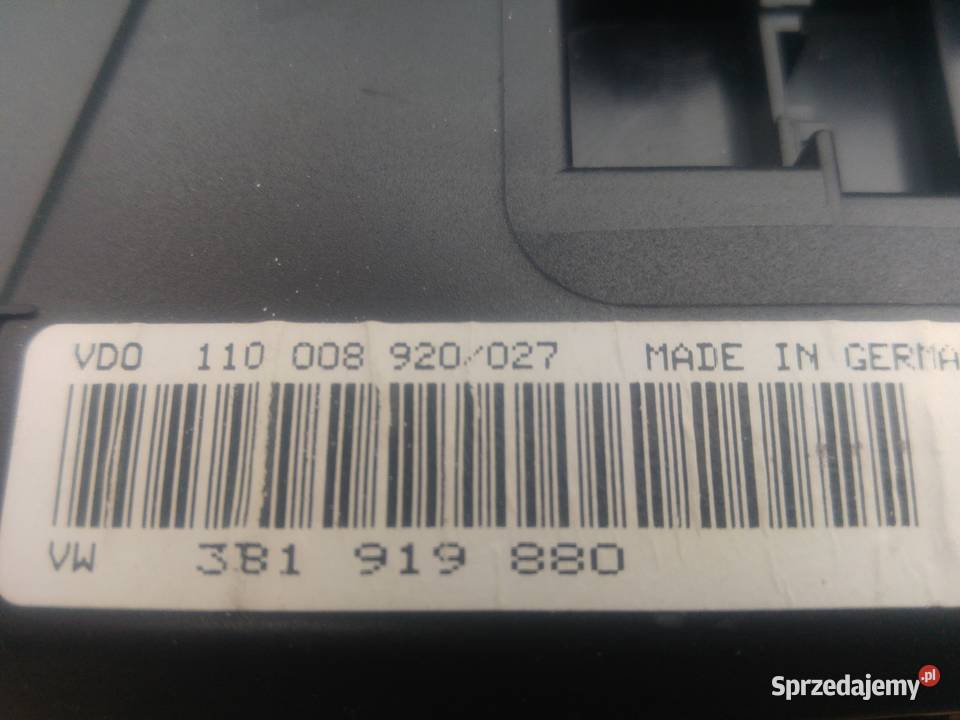 VDO 110 008 920/027 MADE IN GERMA
VW 3B1 919 880
Sprzedajemy.pl